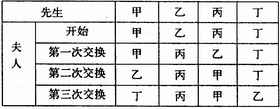 先生 甲 乙 丙 丁
夫人 开始 甲 乙 丙 丁
第一次交换 甲 丙 乙 丁
第二次交换 乙 丙 甲 丁
第三次交换 丁 丙 甲 乙